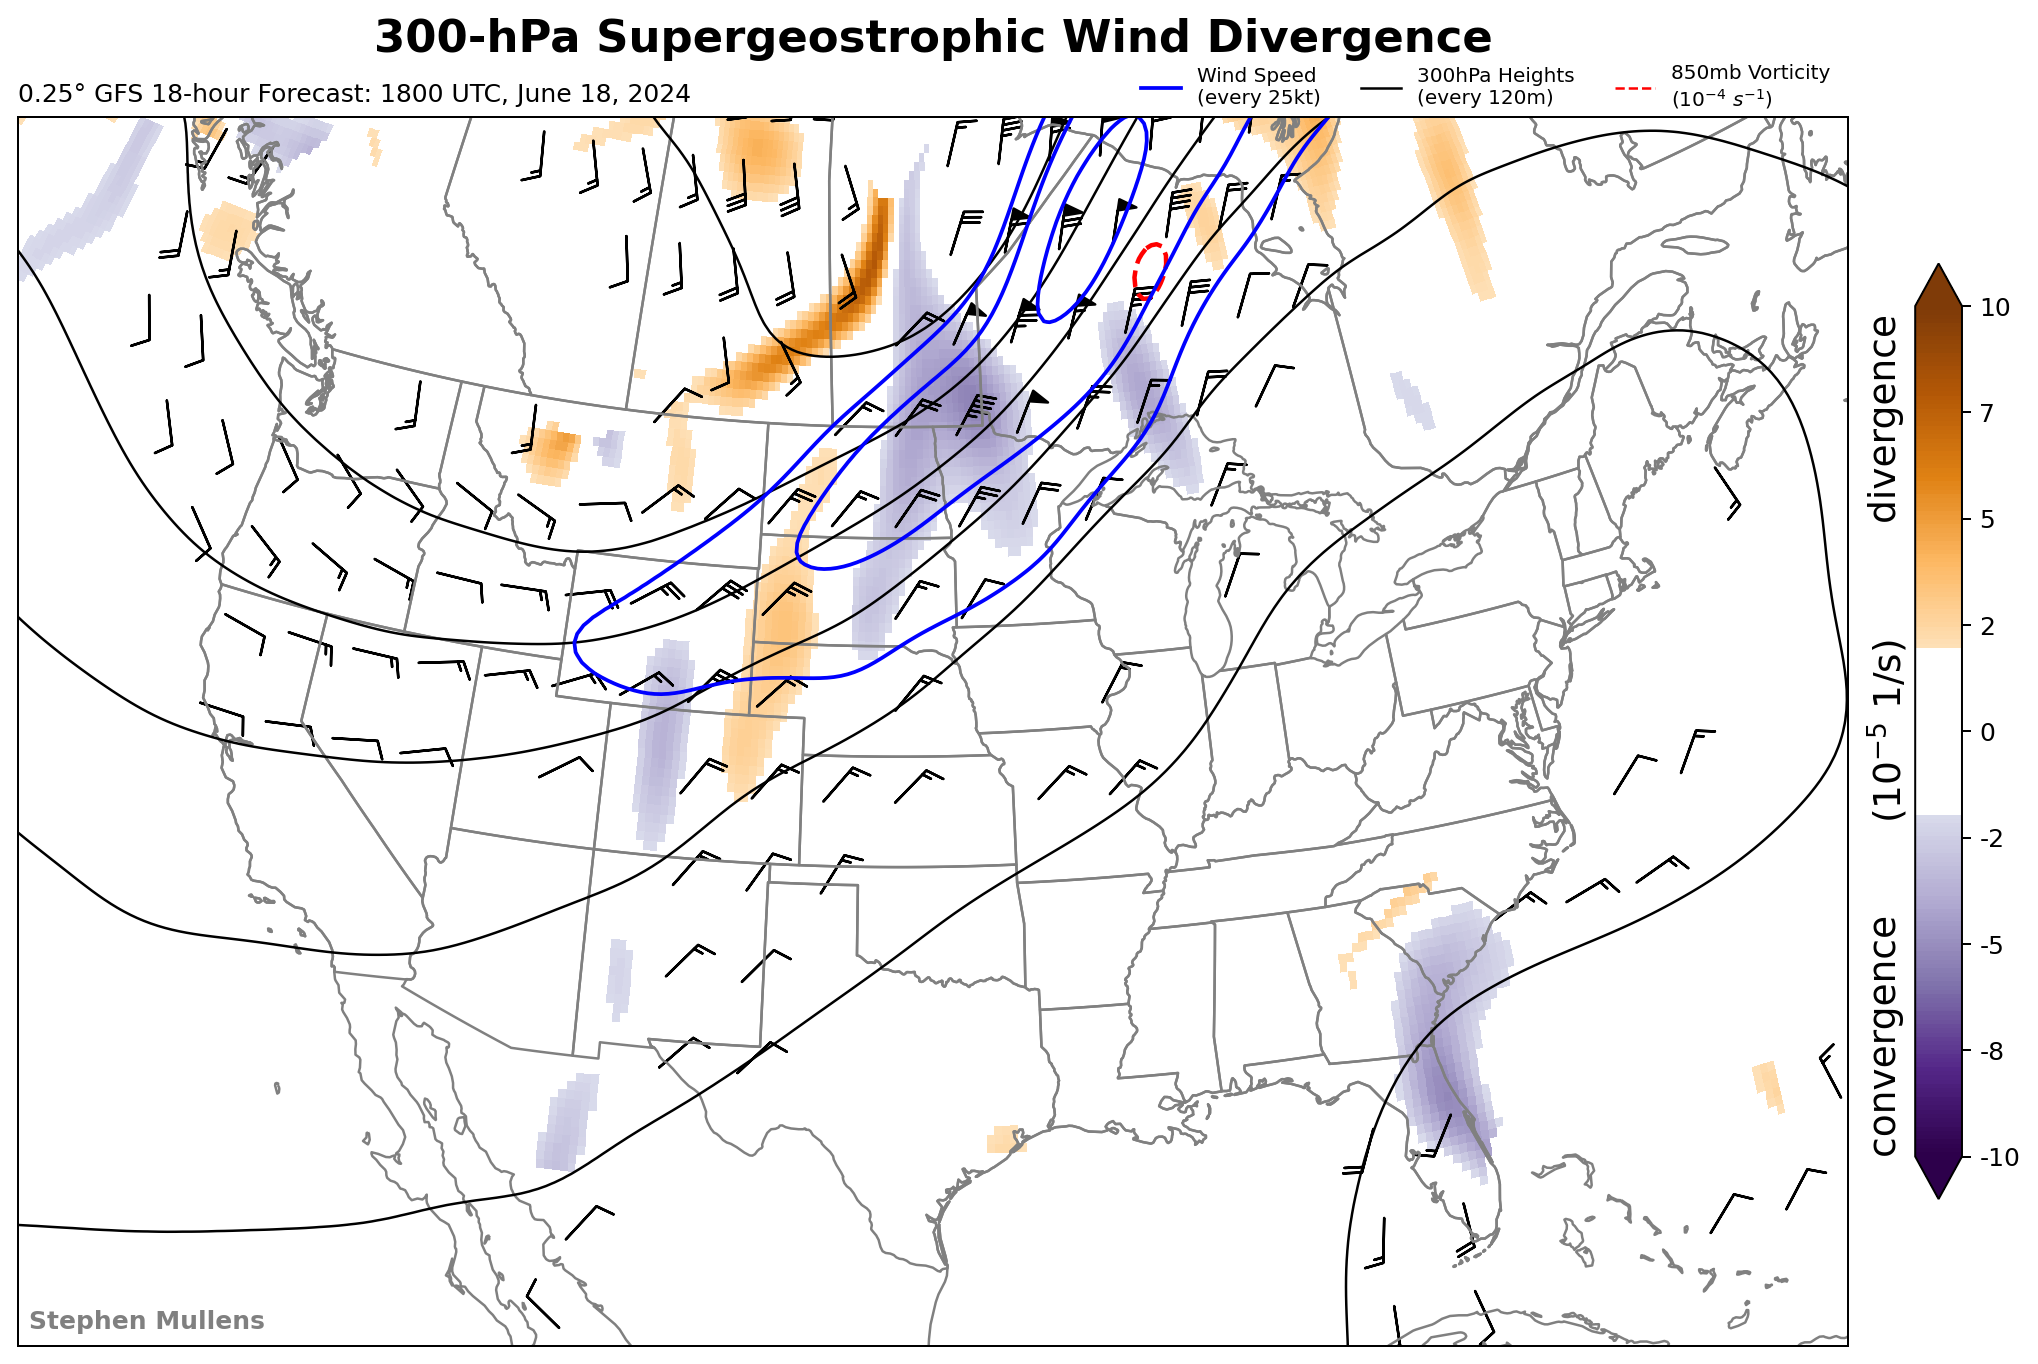 300-hPa Supergeostrophic Wind Divergence
0.25° GFS 18-hour Forecast: 1800 UTC, June 18, 2024
Wind Speed
(every 25kt)
300hPa Heights
(every 120m)
850mb Vorticity
(10⁻⁴ s⁻¹)
10
7
5
2
0
-2
-5
-8
-10
convergence (10⁻⁵ 1/s) divergence
Stephen Mullens